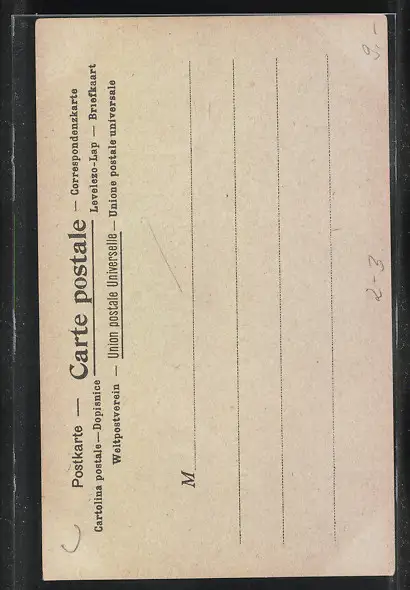 Postkarte — Carte postale — Correspondenzkarte
Cartolina postale — Dopisnice Levelezo-Lap — Briefkaart
Weltpostverein — Union postale Universelle — Unione postale universale
M
2-3
9,-